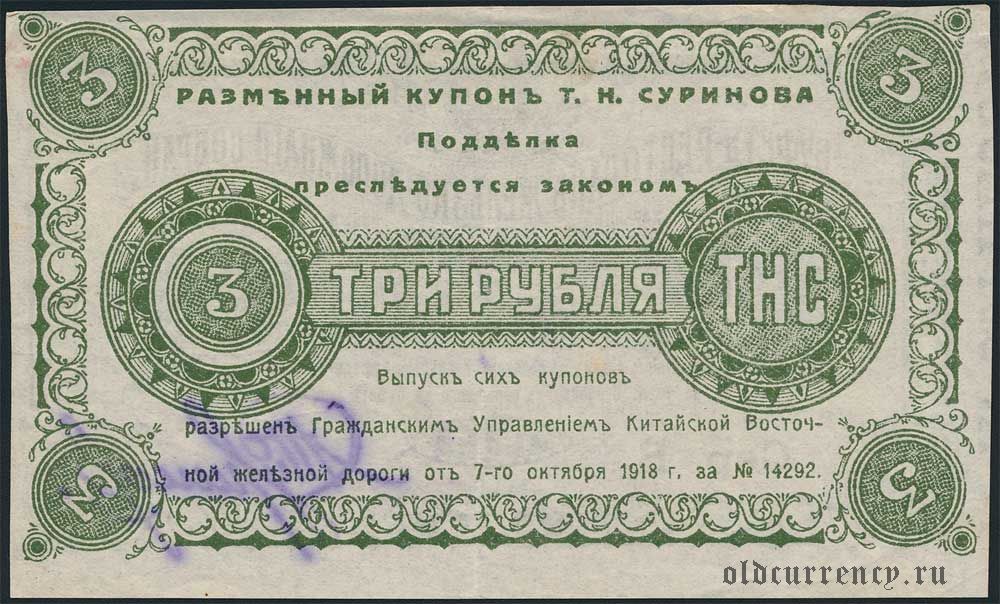 3 3
РАЗМѢННЫЙ КУПОНЪ Т. Н. СУРИНОВА
Поддѣлка
преслѣдуется закономъ
3 ТРИ РУБЛЯ ТНС
Выпускъ сихъ купоновъ
разрѣшенъ Гражданскимъ Управленіемъ Китайской Восточ-
ной желѣзной дороги отъ 7-го октября 1918 г. за № 14292.
3 3
oldcurrency.ru